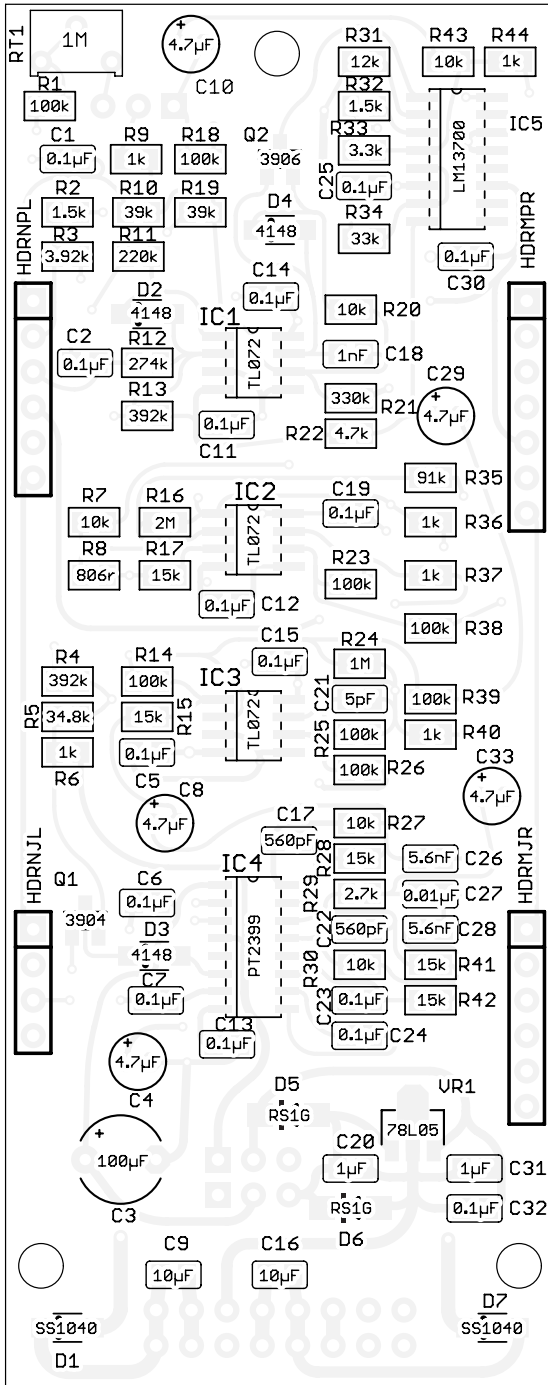 RT1
1M
4.7µF
C10
R31
12k
R43
10k
R44
1k
R1
100k
R32
1.5k
IC5
LM13700
C1
0.1µF
R9
1k
R18
100k
Q2
3906
R33
3.3k
C25
0.1µF
R2
1.5k
R10
39k
R19
39k
D4
4148
R34
33k
HDRNPL
R3
3.92k
R11
220k
0.1µF
C30
HDRMPR
C14
0.1µF
D2
4148
IC1
TL072
10k
R20
C2
0.1µF
R12
274k
1nF
C18
C29
4.7µF
R13
392k
0.1µF
C11
330k
R21
R22
4.7k
91k
R35
R7
10k
R16
2M
IC2
TL072
C19
0.1µF
1k
R36
R8
806r
R17
15k
R23
100k
1k
R37
0.1µF
C12
100k
R38
C15
0.1µF
R24
1M
R4
392k
R14
100k
IC3
TL072
C21
5pF
100k
R39
R5
34.8k
15k
R15
R25
100k
1k
R40
1k
R6
0.1µF
C5
100k
R26
C33
4.7µF
C8
4.7µF
C17
560pF
10k
R27
HDRNJL
HDRMJR
IC4
PT2399
R28
15k
5.6nF
C26
Q1
3904
C6
0.1µF
R29
2.7k
0.01µF
C27
D3
4148
C22
560pF
5.6nF
C28
C7
0.1µF
R30
10k
15k
R41
C23
0.1µF
15k
R42
C13
0.1µF
0.1µF
C24
4.7µF
C4
D5
RS1G
VR1
78L05
100µF
C3
C20
1µF
1µF
C31
RS1G
D6
0.1µF
C32
C9
10µF
C16
10µF
SS1040
D1
D7
SS1040